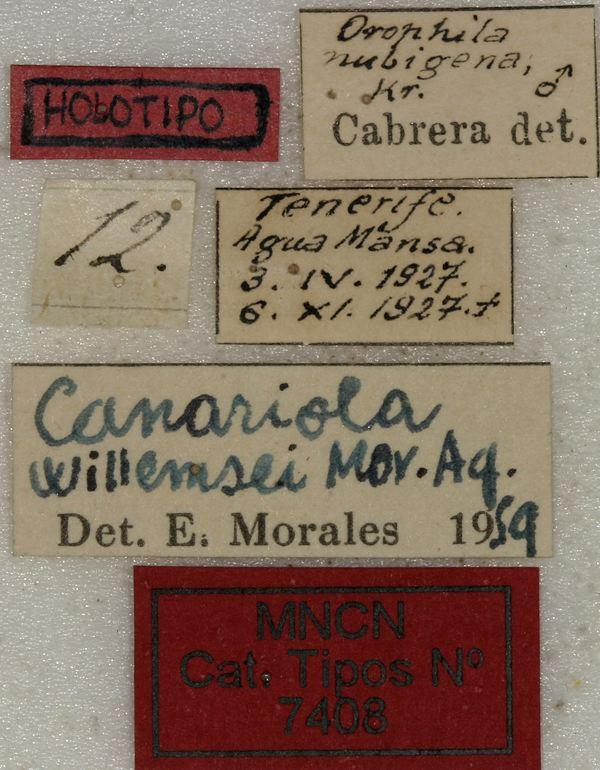 Orophila
nubigena,
Kr. ♂
Cabrera det.
HOLOTIPO
12.
Tenerife.
Agua Mansa.
3. IV. 1927.
6. XI. 1927.†
Canariola
willemsei Mor. Ag.
Det. E. Morales 1959
MNCN
Cat. Tipos Nº
7408